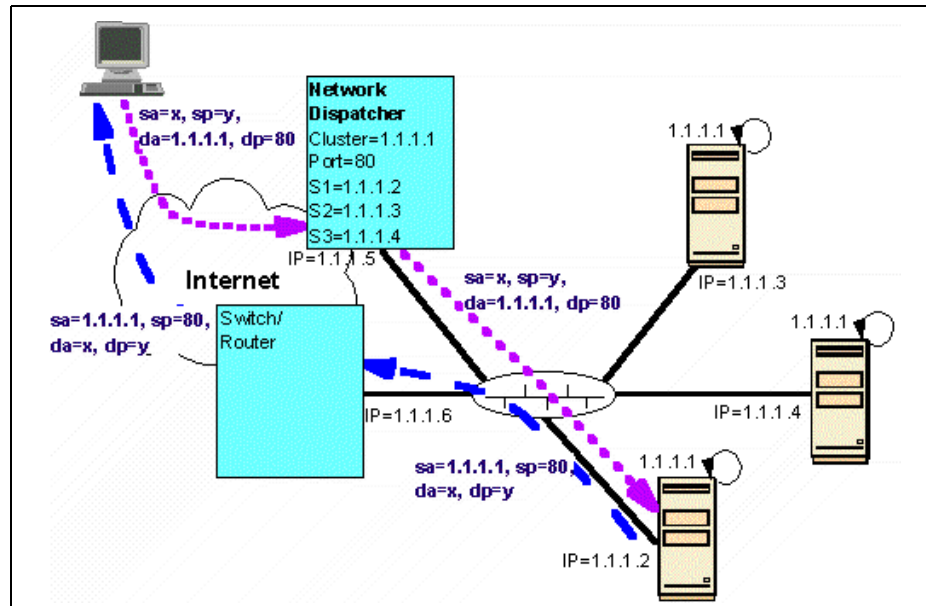 Network
Dispatcher
Cluster=1.1.1.1
Port=80
S1=1.1.1.2
S2=1.1.1.3
S3=1.1.1.4
sa=x, sp=y,
da=1.1.1.1, dp=80
IP=1.1.1.5
Internet
sa=1.1.1.1, sp=80,
da=x, dp=y
Switch/
Router
IP=1.1.1.6
sa=x, sp=y,
da=1.1.1.1, dp=80
1.1.1.1
IP=1.1.1.3
1.1.1.1
IP=1.1.1.4
sa=1.1.1.1, sp=80,
da=x, dp=y
1.1.1.1
IP=1.1.1.2